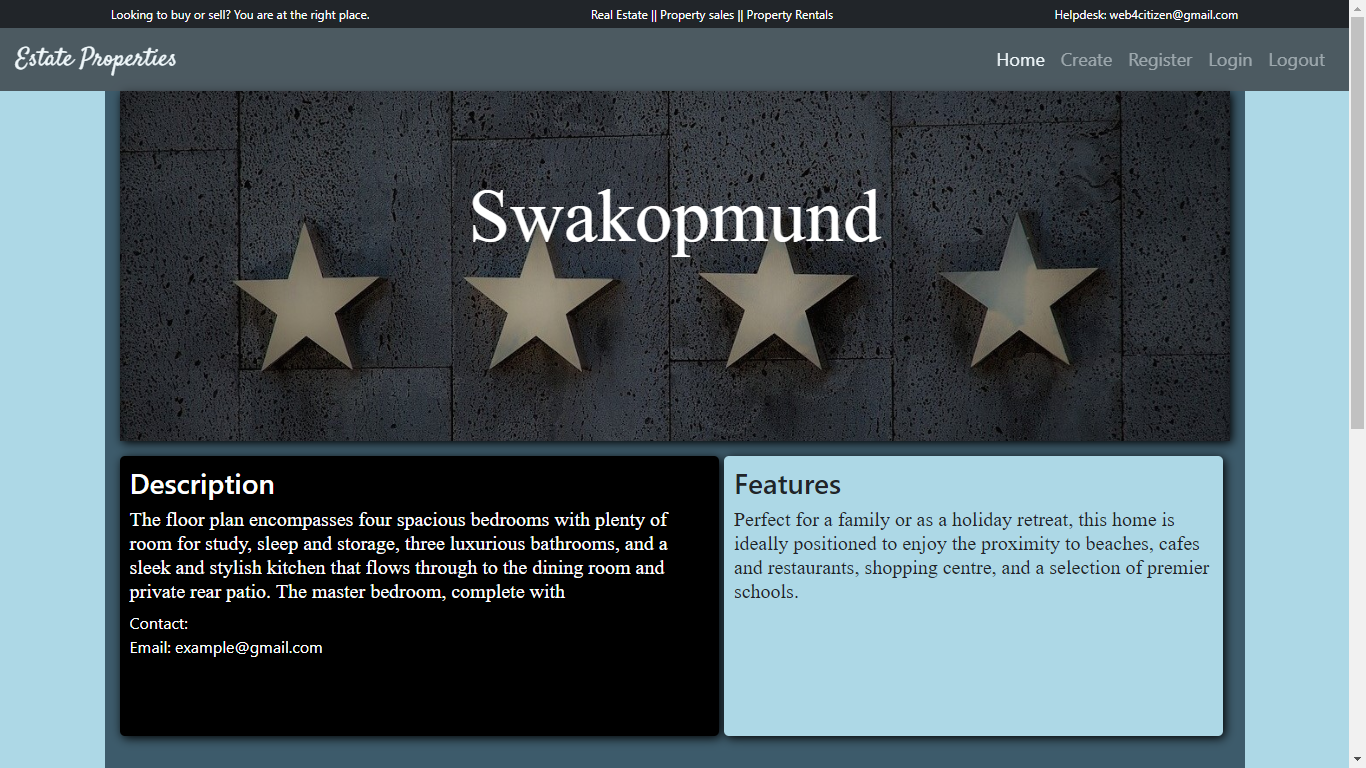 Looking to buy or sell? You are at the right place.
Real Estate || Property sales || Property Rentals
Helpdesk: web4citizen@gmail.com
Estate Properties
Home Create Register Login Logout
Swakopmund
Description
The floor plan encompasses four spacious bedrooms with plenty of
room for study, sleep and storage, three luxurious bathrooms, and a
sleek and stylish kitchen that flows through to the dining room and
private rear patio. The master bedroom, complete with
Contact:
Email: example@gmail.com
Features
Perfect for a family or as a holiday retreat, this home is
ideally positioned to enjoy the proximity to beaches, cafes
and restaurants, shopping centre, and a selection of premier
schools.